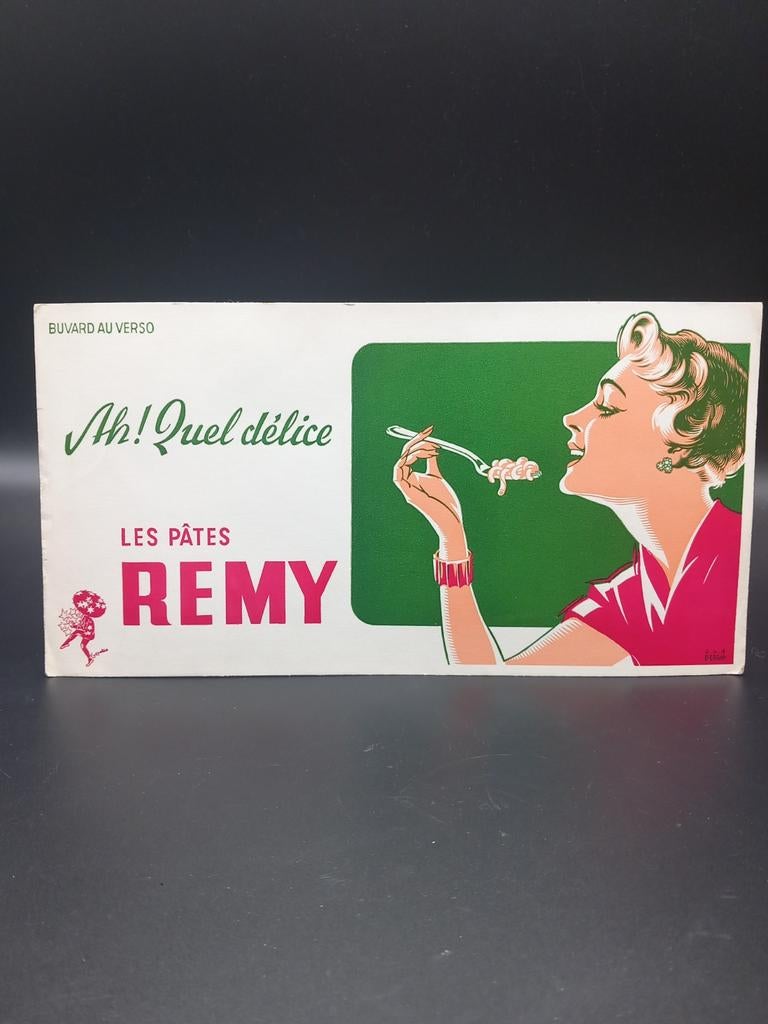 BUVARD AU VERSO
Ah! Quel délice
LES PÂTES
REMY